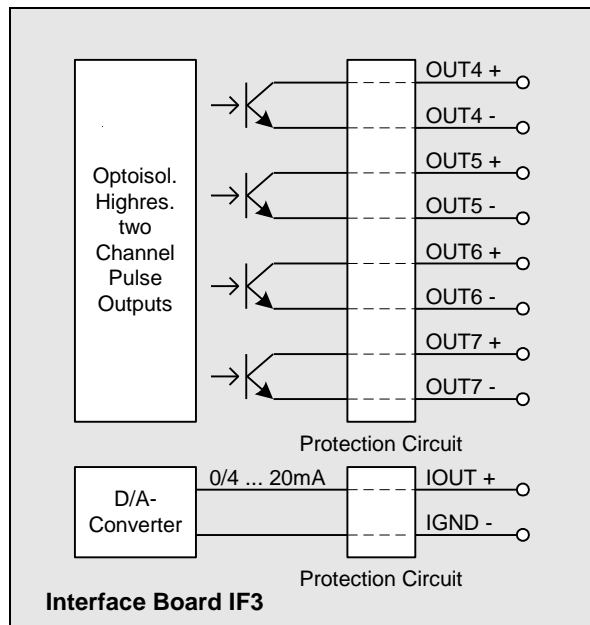 Optoisol.
Highres.
two
Channel
Pulse
Outputs
OUT4 +
OUT4 -
OUT5 +
OUT5 -
OUT6 +
OUT6 -
OUT7 +
OUT7 -
Protection Circuit
D/A-
Converter
0/4 ... 20mA
IOUT +
IGND -
Protection Circuit
Interface Board IF3